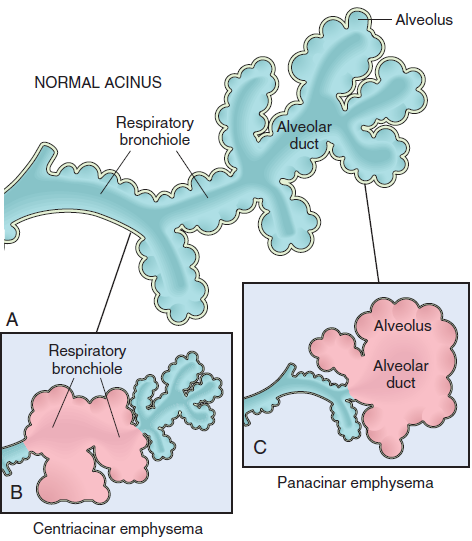 Alveolus
NORMAL ACINUS
Respiratory
bronchiole
Alveolar
duct
A
Respiratory
bronchiole
B
Centriacinar emphysema
Alveolus
Alveolar
duct
C
Panacinar emphysema